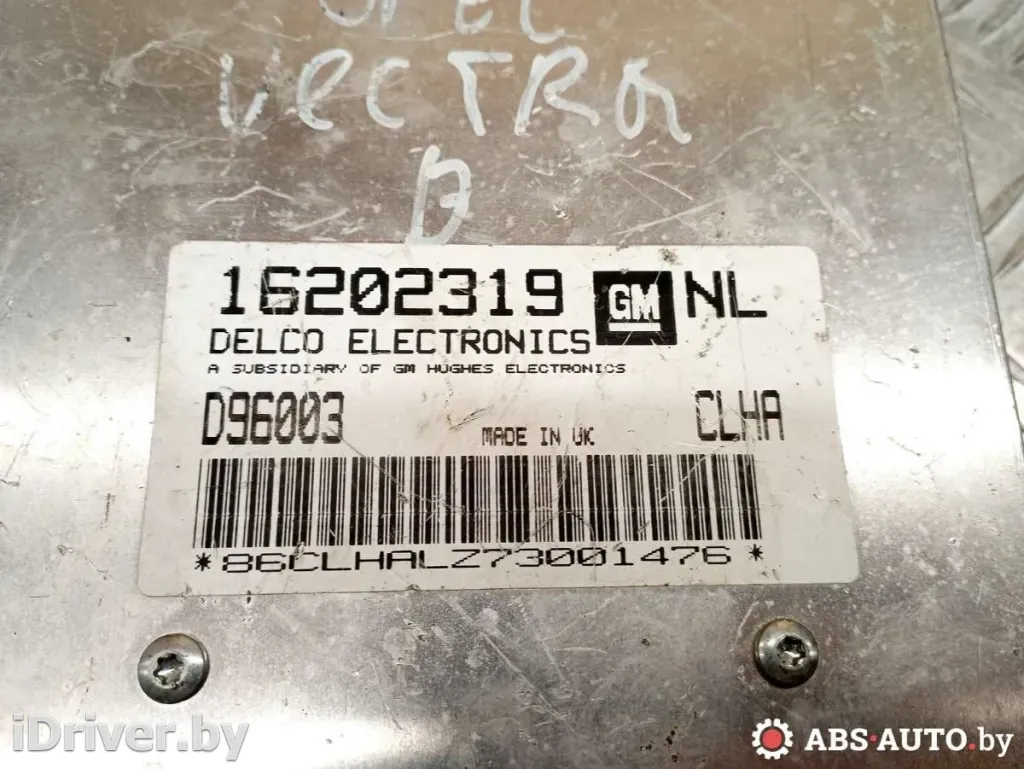 OPEL
VECTRA
B
16202319 GM NL
DELCO ELECTRONICS
A SUBSIDIARY OF GM HUGHES ELECTRONICS
D96003 MADE IN UK CLHA
*86CLHALZ73001476*
iDriver.by
ABS-AUTO.by